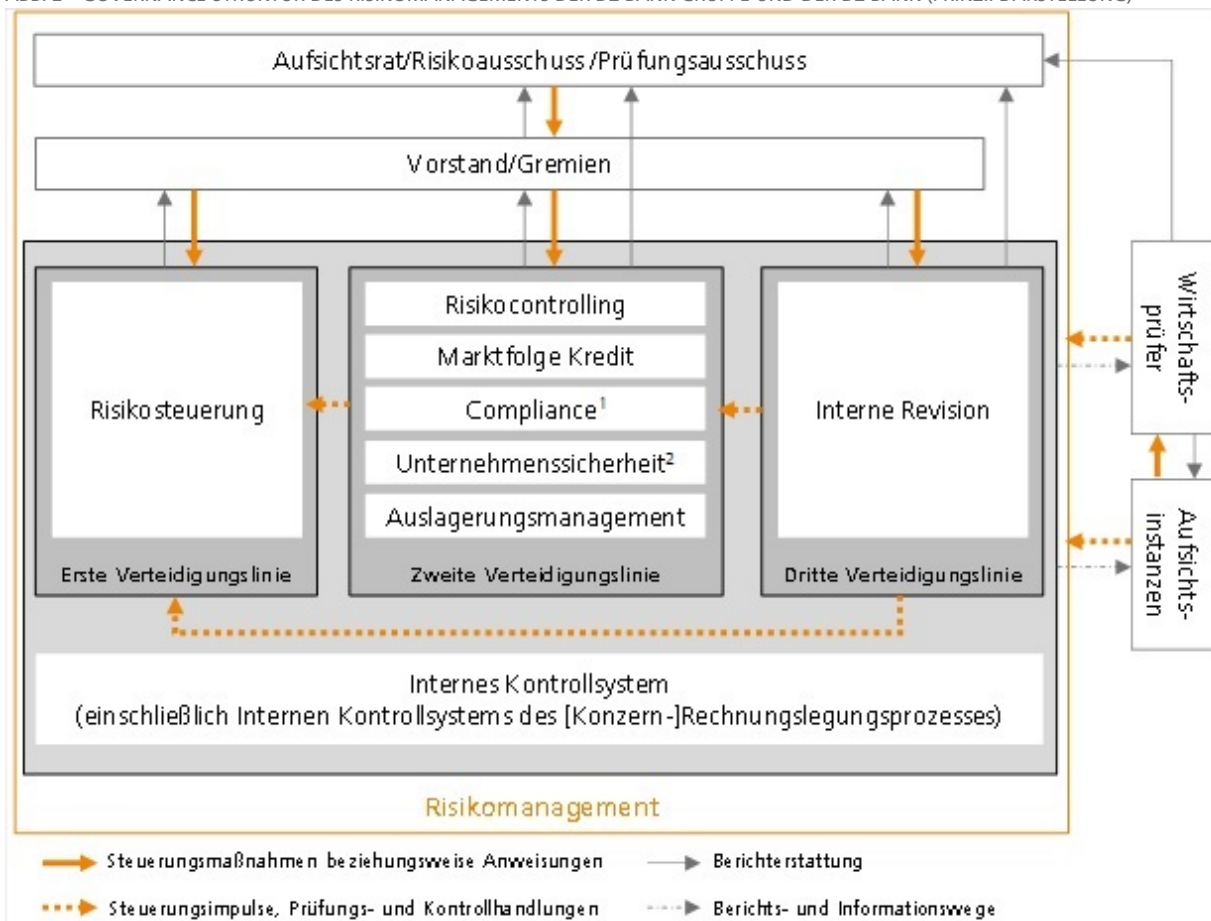 Aufsichtsrat/Risikoausschuss/Prüfungsausschuss
Vorstand/Gremien
Risikosteuerung
Erste Verteidigungslinie
Risikocontrolling
Marktfolge Kredit
Compliance¹
Unternehmenssicherheit²
Auslagerungsmanagement
Zweite Verteidigungslinie
Interne Revision
Dritte Verteidigungslinie
Wirtschafts-
prüfer
Aufsichts-
instanzen
Internes Kontrollsystem
(einschließlich Internen Kontrollsystems des [Konzern-]Rechnungslegungsprozesses)
Risikomanagement
Steuerungsmaßnahmen beziehungsweise Anweisungen
Berichterstattung
Steuerungsimpulse, Prüfungs- und Kontrollhandlungen
Berichts- und Informationswege